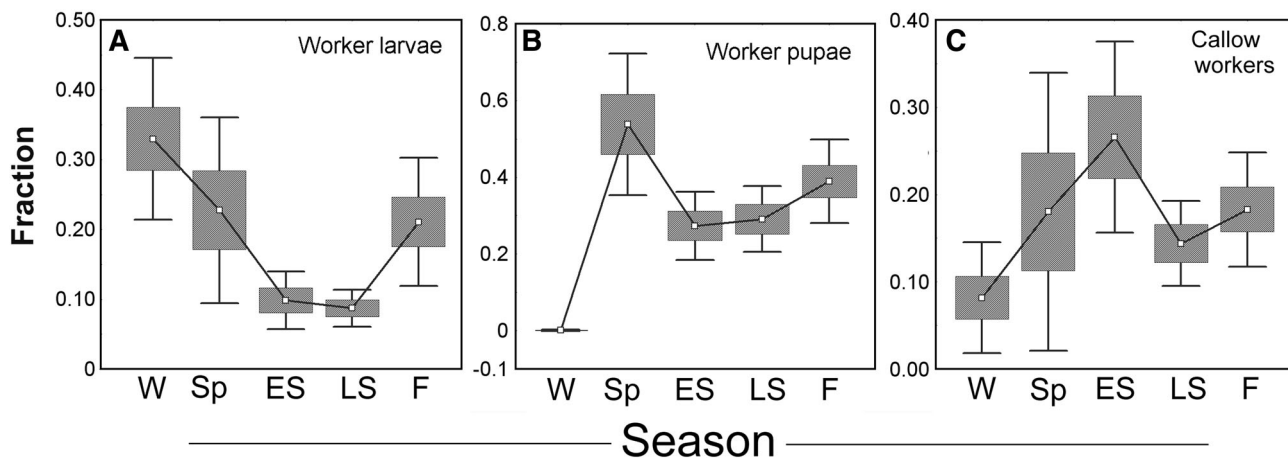 Fraction
A
Worker larvae
0.50
0.40
0.30
0.20
0.10
0
W Sp ES LS F
B
Worker pupae
0.8
0.6
0.4
0.2
0
-0.1
W Sp ES LS F
C
Callow
workers
0.40
0.30
0.20
0.10
0.00
W Sp ES LS F
Season